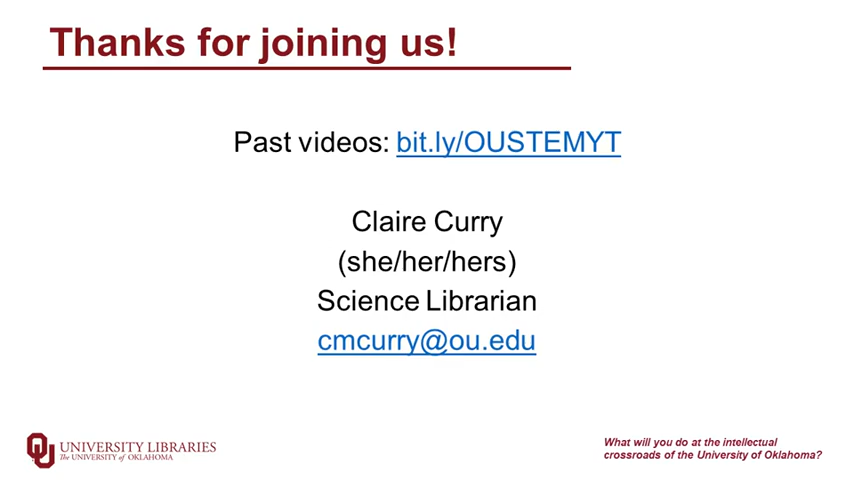 Thanks for joining us!
Past videos: bit.ly/OUSTEMYT
Claire Curry
(she/her/hers)
Science Librarian
cmcurry@ou.edu
OU
UNIVERSITY LIBRARIES
The UNIVERSITY of OKLAHOMA
What will you do at the intellectual
crossroads of the University of Oklahoma?